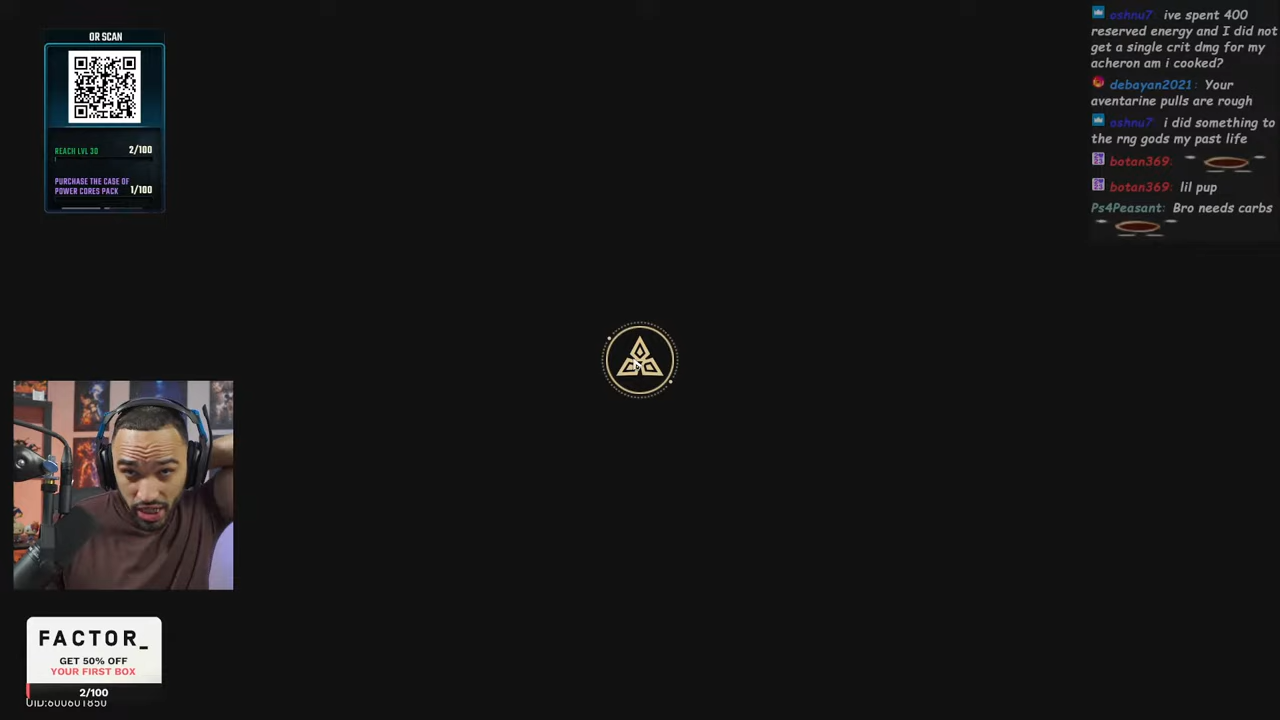 OR SCAN
REACH LVL 30 2/100
PURCHASE THE CASE OF
POWER CORES PACK 1/100
ashnu7: ive spent 400
reserved energy and I did not
get a single crit dmg for my
acheron am i cooked?
debayan2021: Your
aventarine pulls are rough
ashnu7: i did something to
the rng gods my past life
botan369:
botan369: lil pup
Ps4Peasant: Bro needs carbs
FACTOR_
GET 50% OFF
YOUR FIRST BOX
2/100
UID:600601850